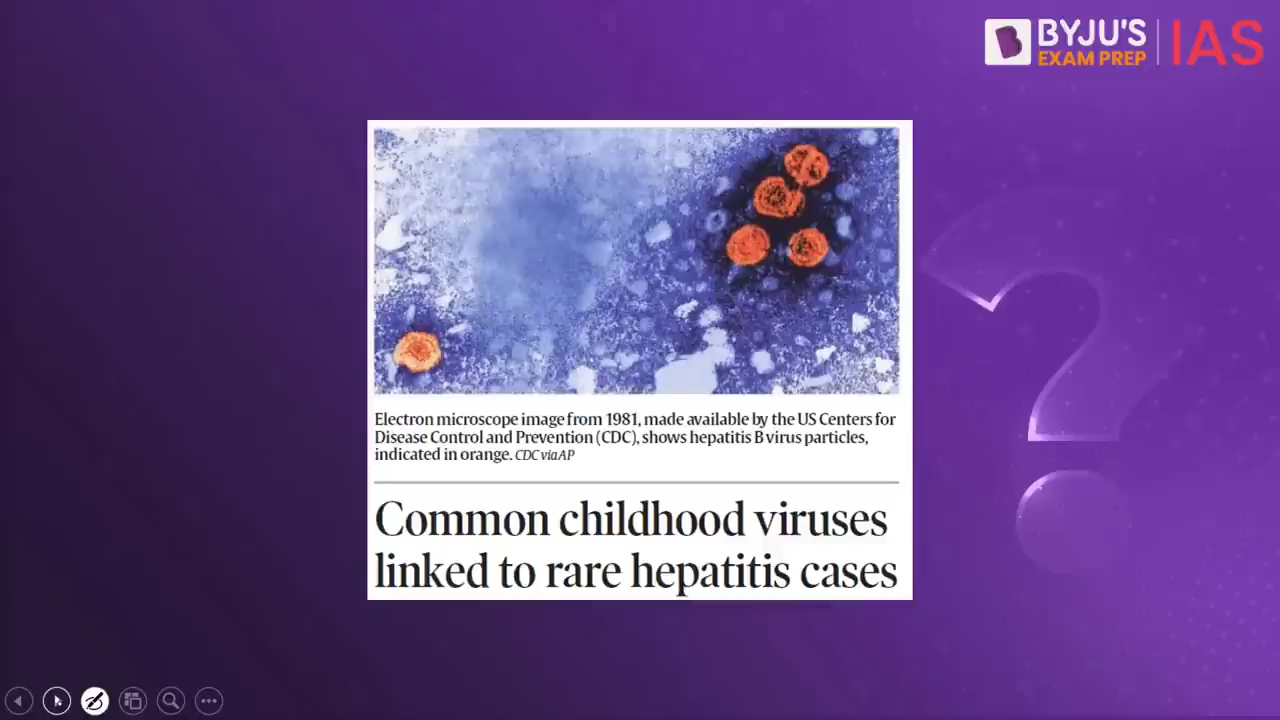 BYJU'S
EXAM PREP
IAS
Electron microscope image from 1981, made available by the US Centers for
Disease Control and Prevention (CDC), shows hepatitis B virus particles,
indicated in orange. CDC via AP
Common childhood viruses
linked to rare hepatitis cases